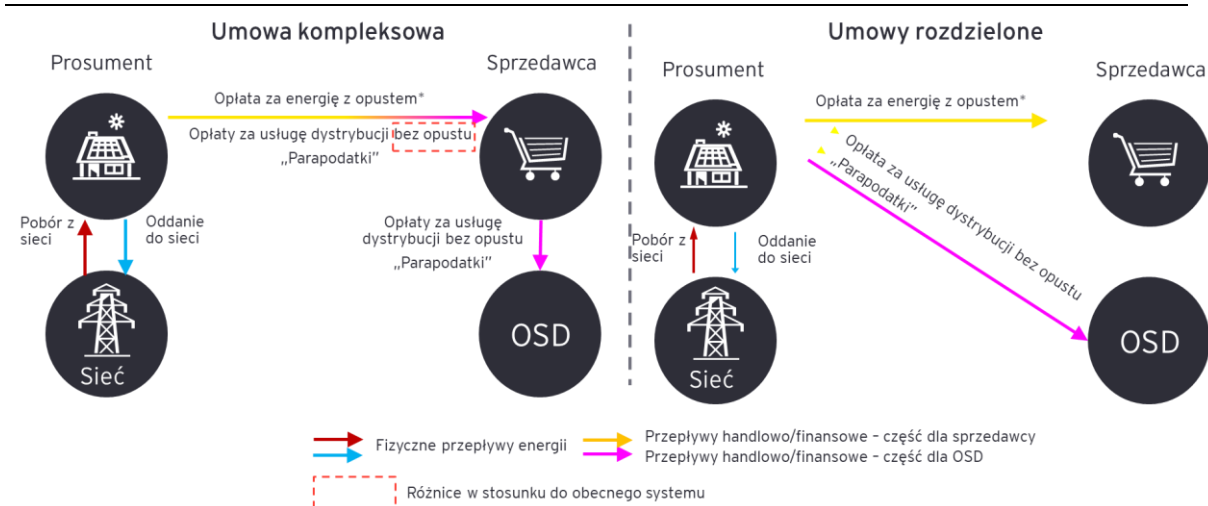 Umowa kompleksowa
Prosument
Sprzedawca
Opłata za energię z opustem*
Opłaty za usługę dystrybucji bez opustu
„Parapodatki”
Pobór z
sieci
Oddanie
do sieci
Opłaty za usługę
dystrybucji bez opustu
„Parapodatki”
Sieć
OSD
Umowy rozdzielone
Prosument
Sprzedawca
Opłata za energię z opustem*
Opłata za usługę dystrybucji bez opustu
„Parapodatki”
Pobór z
sieci
Oddanie
do sieci
Sieć
OSD
Fizyczne przepływy energii
Przepływy handlowo/finansowe – część dla sprzedawcy
Przepływy handlowo/finansowe – część dla OSD
Różnice w stosunku do obecnego systemu